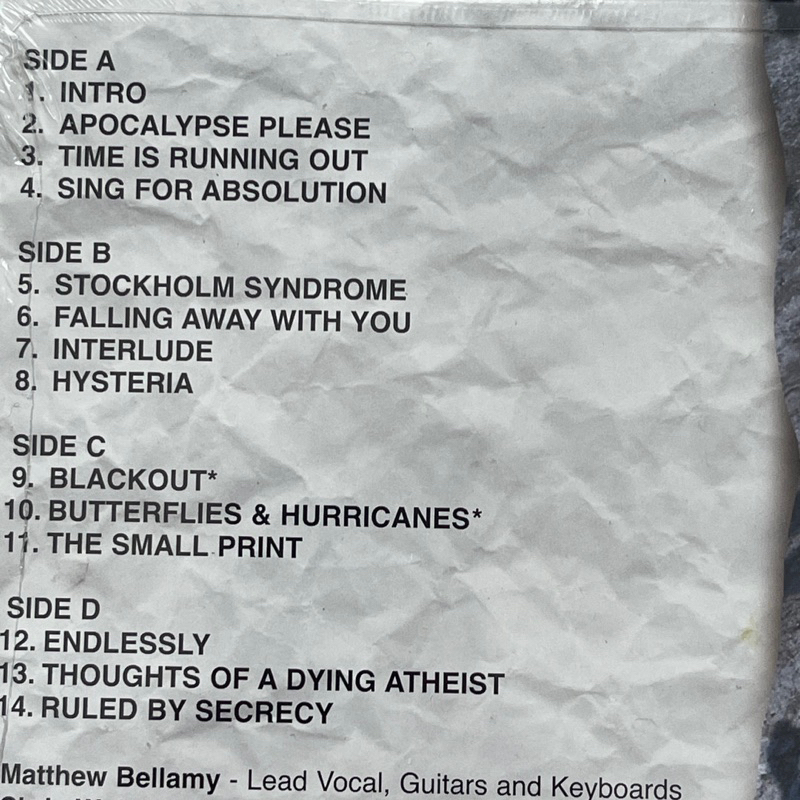 SIDE A
1. INTRO
2. APOCALYPSE PLEASE
3. TIME IS RUNNING OUT
4. SING FOR ABSOLUTION
SIDE B
5. STOCKHOLM SYNDROME
6. FALLING AWAY WITH YOU
7. INTERLUDE
8. HYSTERIA
SIDE C
9. BLACKOUT*
10. BUTTERFLIES & HURRICANES*
11. THE SMALL PRINT
SIDE D
12. ENDLESSLY
13. THOUGHTS OF A DYING ATHEIST
14. RULED BY SECRECY
Matthew Bellamy - Lead Vocal, Guitars and Keyboards